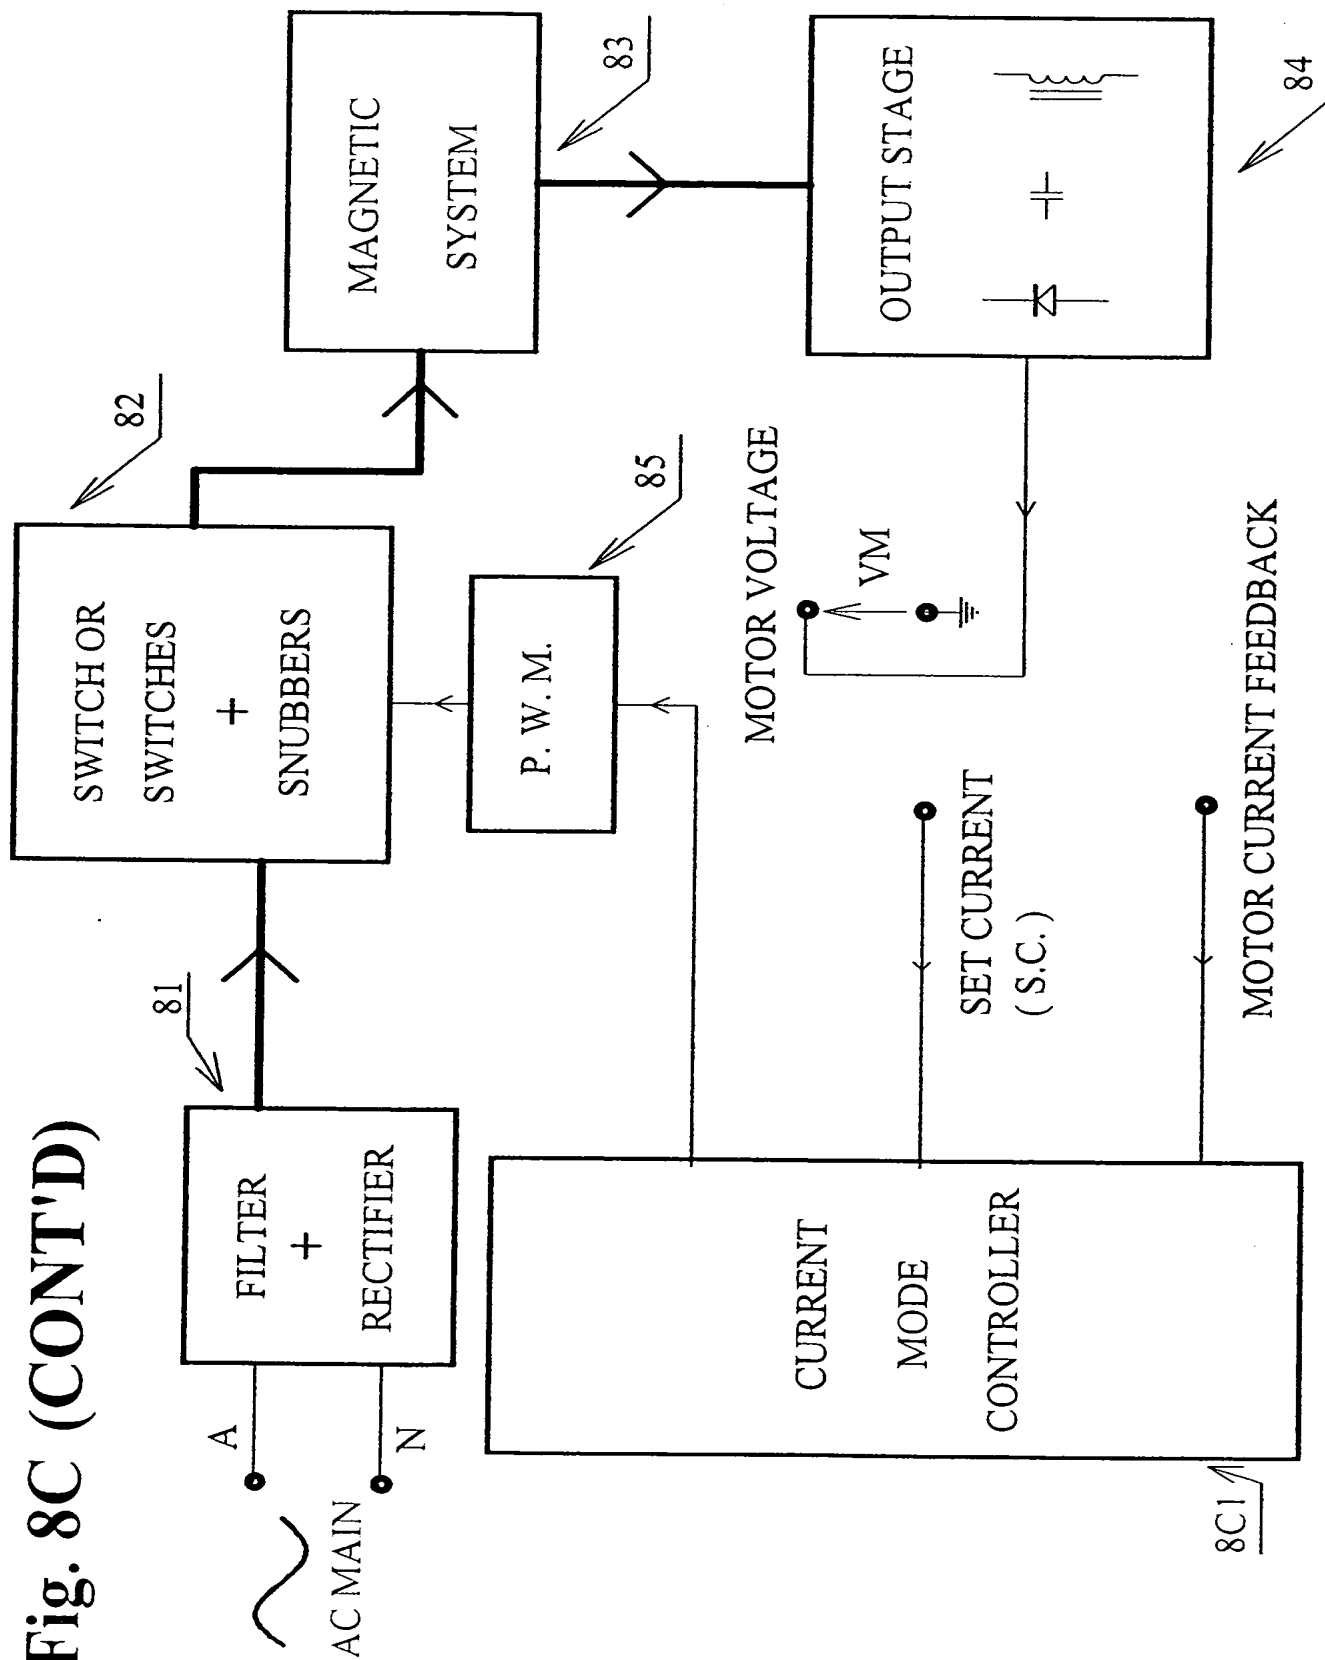 Fig. 8C (CONT'D)
AC MAIN
A
N
FILTER
+
RECTIFIER
81
SWITCH OR
SWITCHES
+
SNUBBERS
82
MAGNETIC
SYSTEM
83
P. W. M.
85
OUTPUT STAGE
84
MOTOR VOLTAGE
VM
CURRENT
MODE
CONTROLLER
8C1
SET CURRENT
( S.C. )
MOTOR CURRENT FEEDBACK